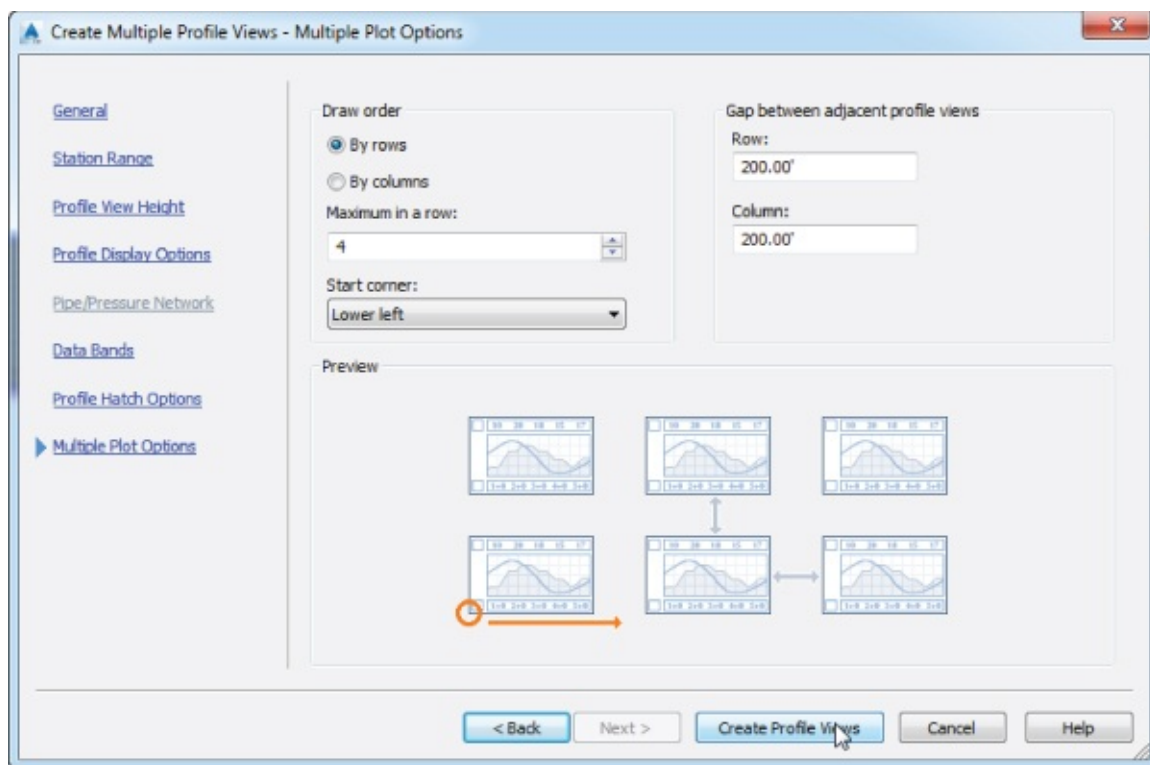 Create Multiple Profile Views - Multiple Plot Options
General
Station Range
Profile View Height
Profile Display Options
Pipe/Pressure Network
Data Bands
Profile Hatch Options
Multiple Plot Options
Draw order
By rows
By columns
Maximum in a row:
4
Start corner:
Lower left
Gap between adjacent profile views
Row:
200.00'
Column:
200.00'
Preview
< Back
Next >
Create Profile Views
Cancel
Help